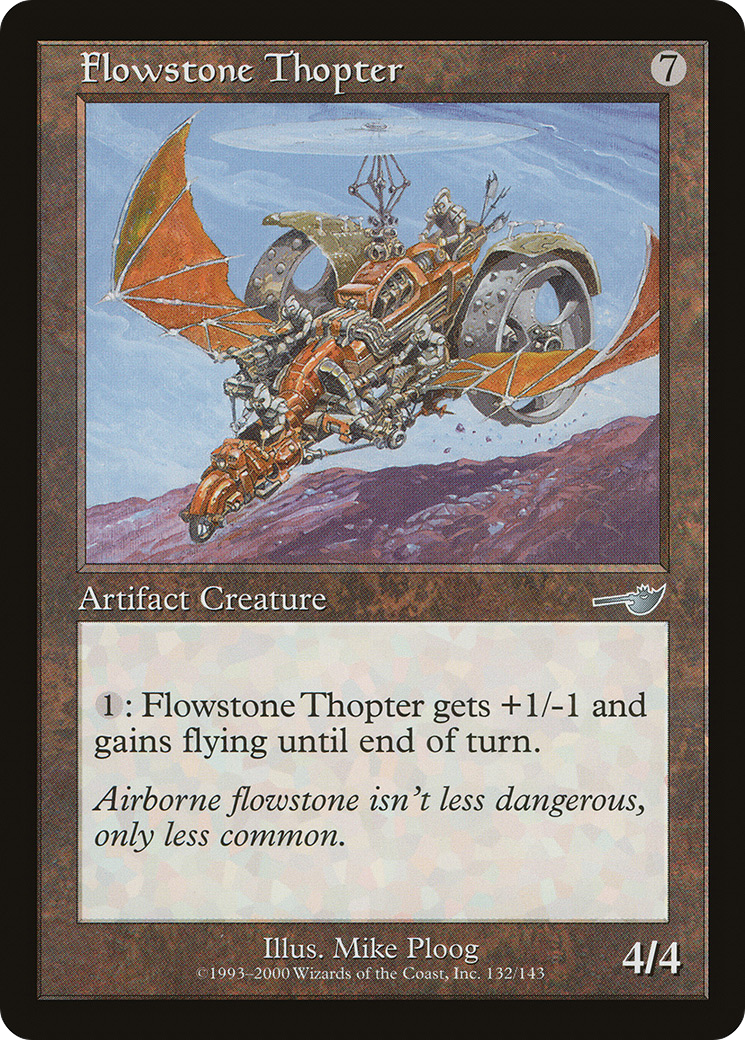 Flowstone Thopter 7
Artifact Creature
1: Flowstone Thopter gets +1/-1 and
gains flying until end of turn.
Airborne flowstone isn't less dangerous,
only less common.
Illus. Mike Ploog
©1993–2000 Wizards of the Coast, Inc. 132/143
4/4